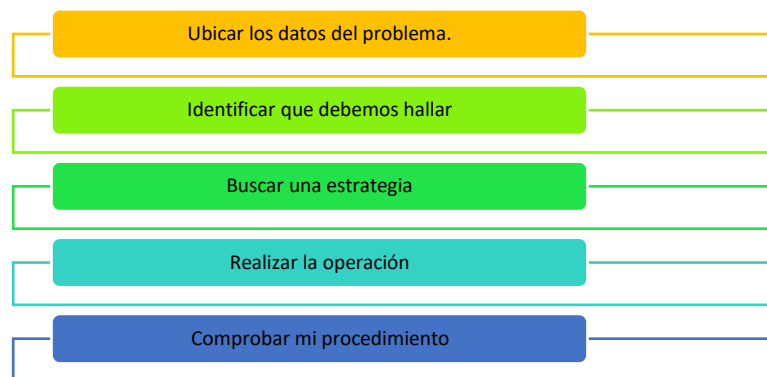 Ubicar los datos del problema.
Identificar que debemos hallar
Buscar una estrategia
Realizar la operación
Comprobar mi procedimiento